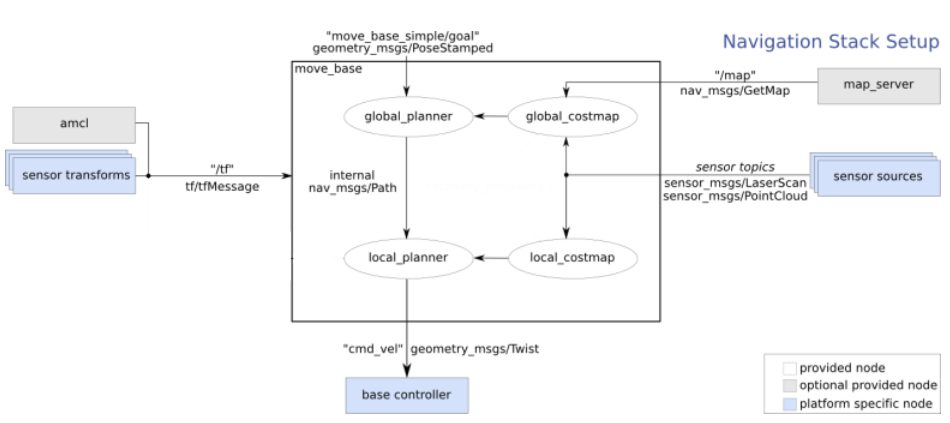 "move_base_simple/goal"
geometry_msgs/PoseStamped
Navigation Stack Setup
move_base
"/map"
nav_msgs/GetMap
map_server
global_planner
global_costmap
amcl
sensor transforms
"/tf"
tf/tfMessage
internal
nav_msgs/Path
sensor topics
sensor_msgs/LaserScan
sensor_msgs/PointCloud
sensor sources
local_planner
local_costmap
"cmd_vel" geometry_msgs/Twist
base controller
provided node
optional provided node
platform specific node